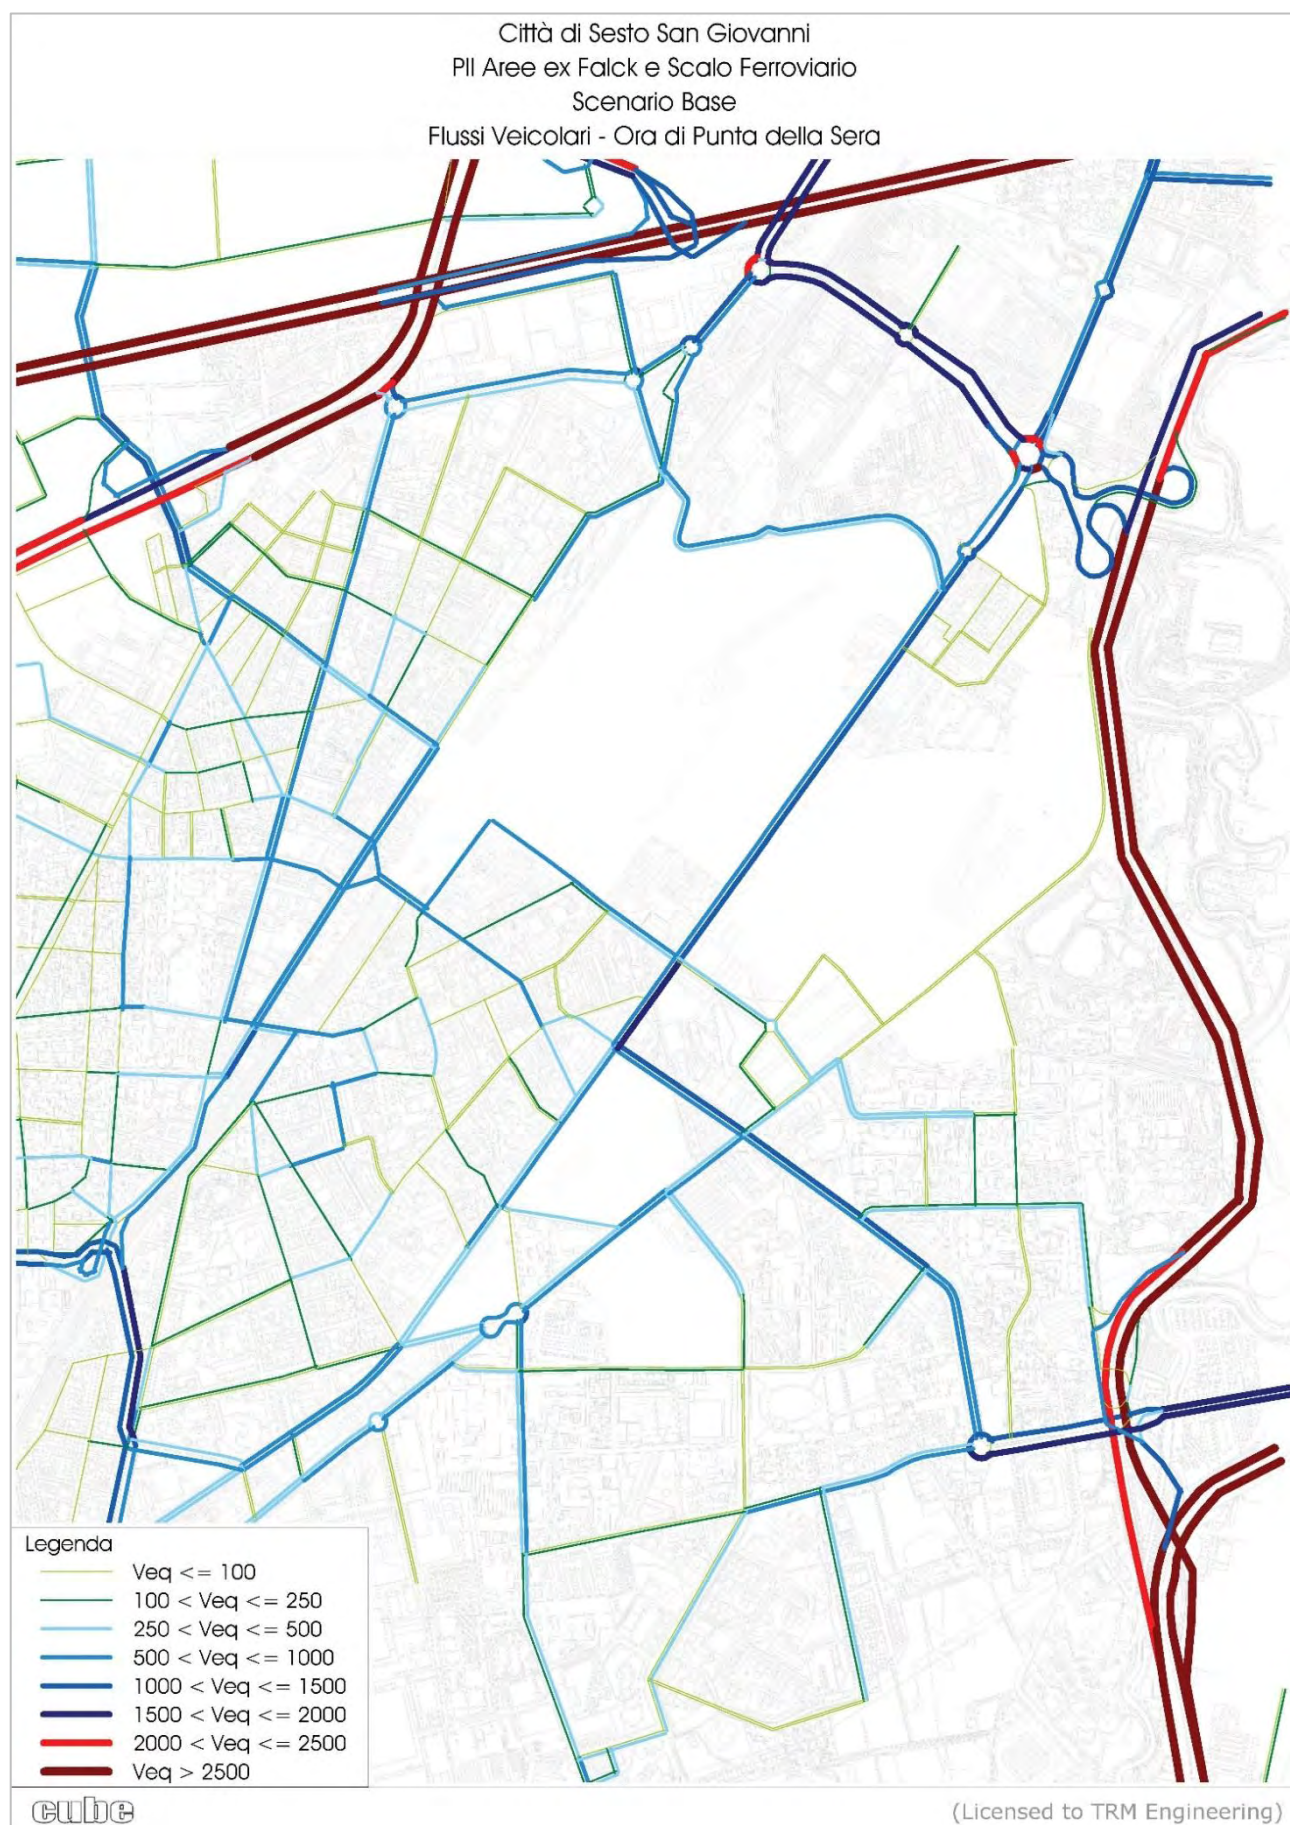 Città di Sesto San Giovanni
PII Aree ex Falck e Scalo Ferroviario
Scenario Base
Flussi Veicolari - Ora di Punta della Sera
Legenda
Veq <= 100
100 < Veq <= 250
250 < Veq <= 500
500 < Veq <= 1000
1000 < Veq <= 1500
1500 < Veq <= 2000
2000 < Veq <= 2500
Veq > 2500
cube
(Licensed to TRM Engineering)